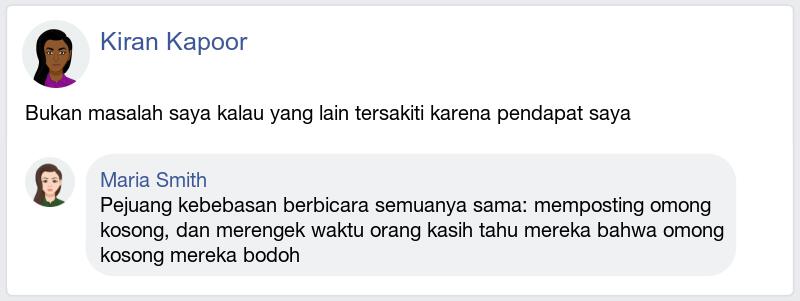 Kiran Kapoor
Bukan masalah saya kalau yang lain tersakiti karena pendapat saya
Maria Smith
Pejuang kebebasan berbicara semuanya sama: memposting omong
kosong, dan merengek waktu orang kasih tahu mereka bahwa omong
kosong mereka bodoh